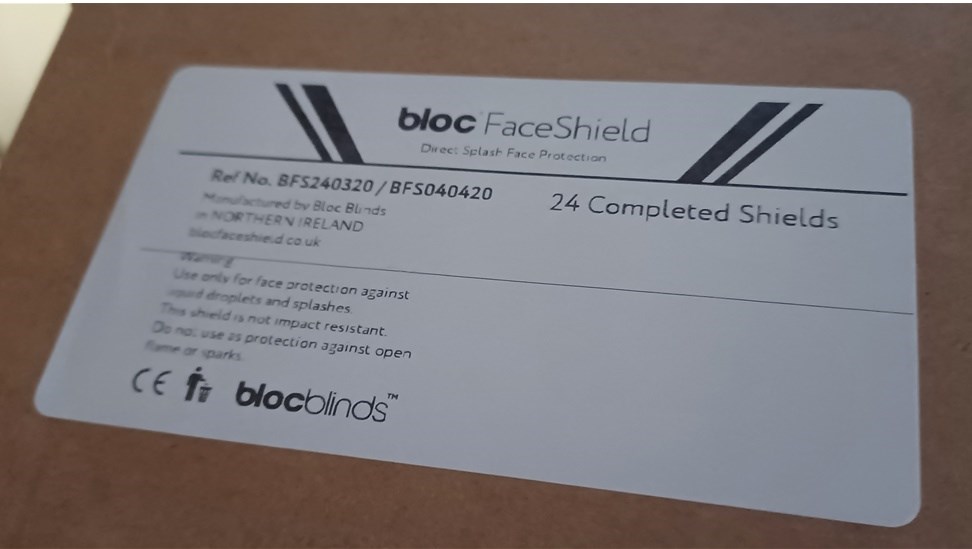 bloc FaceShield
Direct Splash Face Protection
Ref No. BFS240320 / BFS040420
24 Completed Shields
Manufactured by Bloc Blinds
in NORTHERN IRELAND
blocfaceshield.co.uk
Warning
Use only for face protection against
liquid droplets and splashes.
This shield is not impact resistant.
Do not use as protection against open
flame or sparks.
CE
blocblinds™